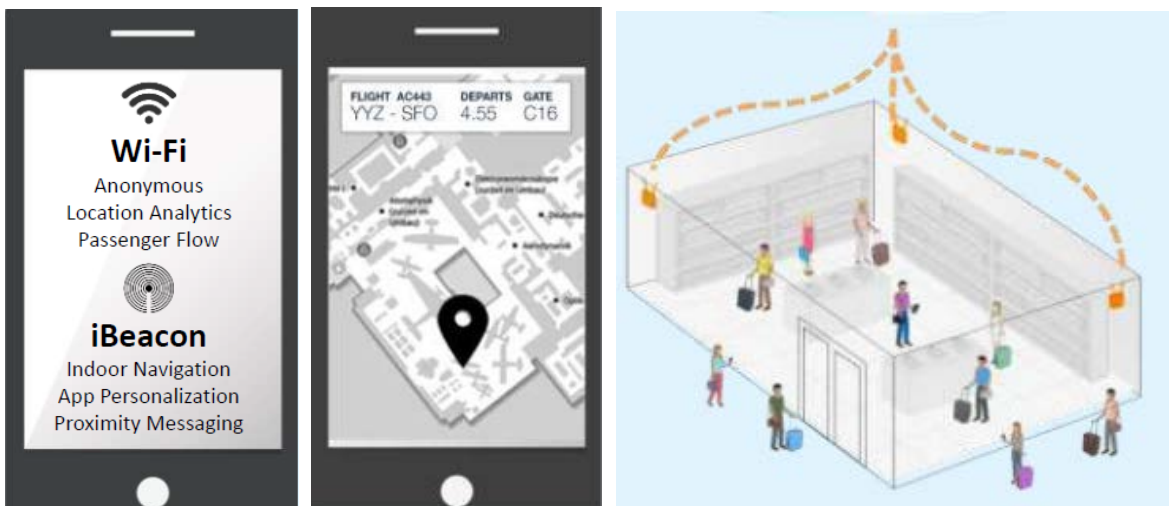 Wi-Fi
Anonymous
Location Analytics
Passenger Flow
iBeacon
Indoor Navigation
App Personalization
Proximity Messaging
FLIGHT AC443 DEPARTS GATE
YYZ - SFO 4.55 C16